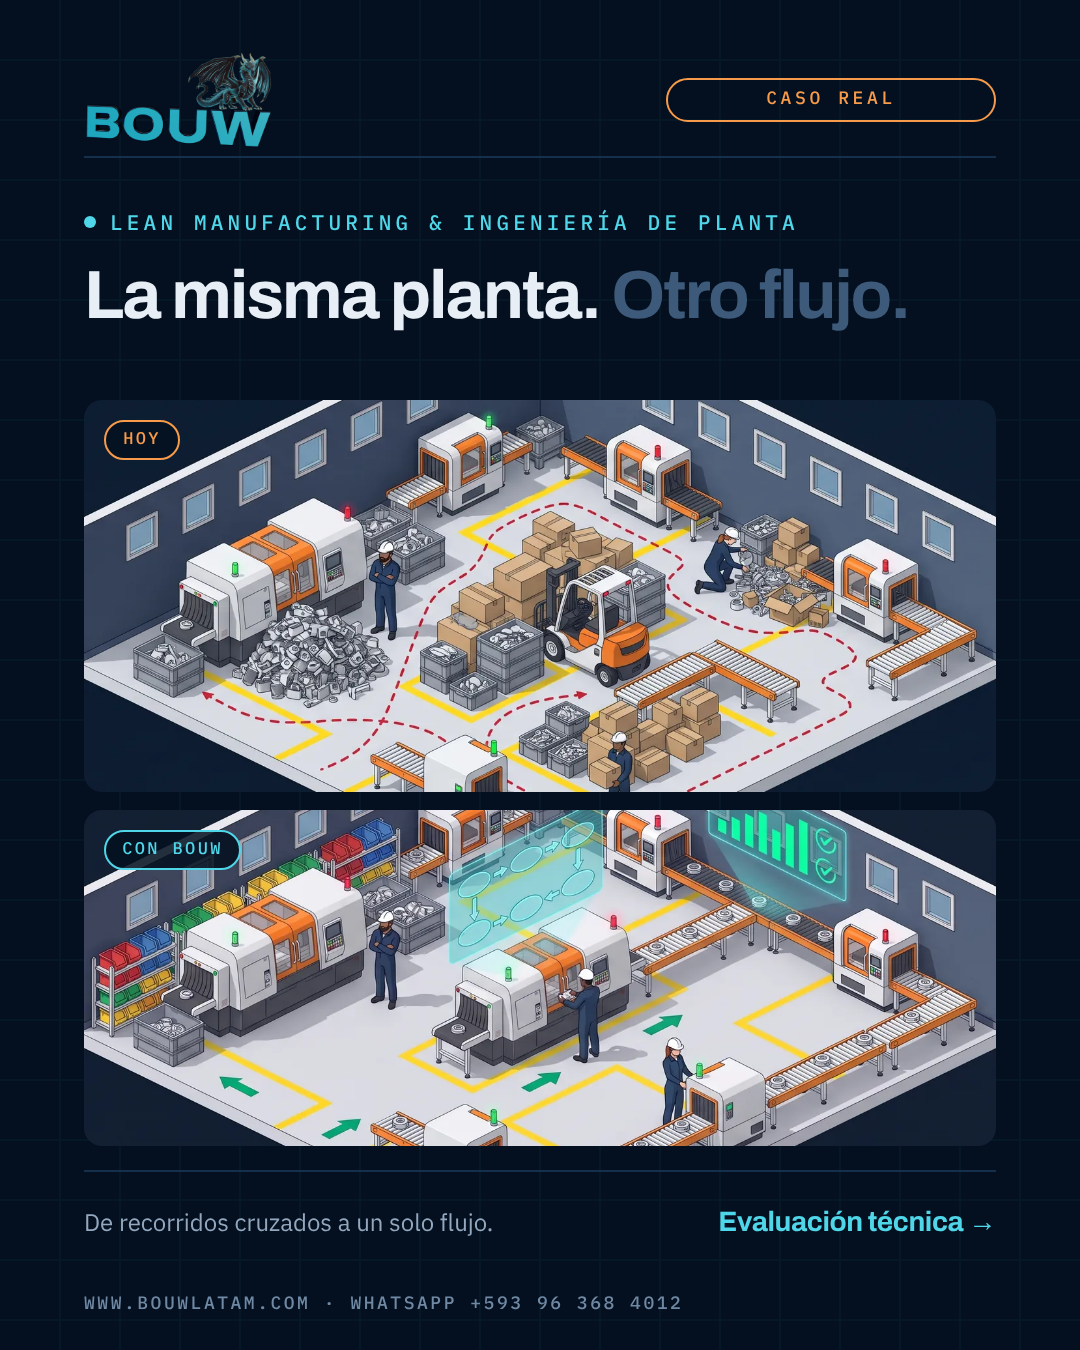 BOUW
CASO REAL
LEAN MANUFACTURING & INGENIERÍA DE PLANTA
La misma planta. Otro flujo.
HOY
CON BOUW
De recorridos cruzados a un solo flujo.
Evaluación técnica →
WWW.BOUWLATAM.COM · WHATSAPP +593 96 368 4012